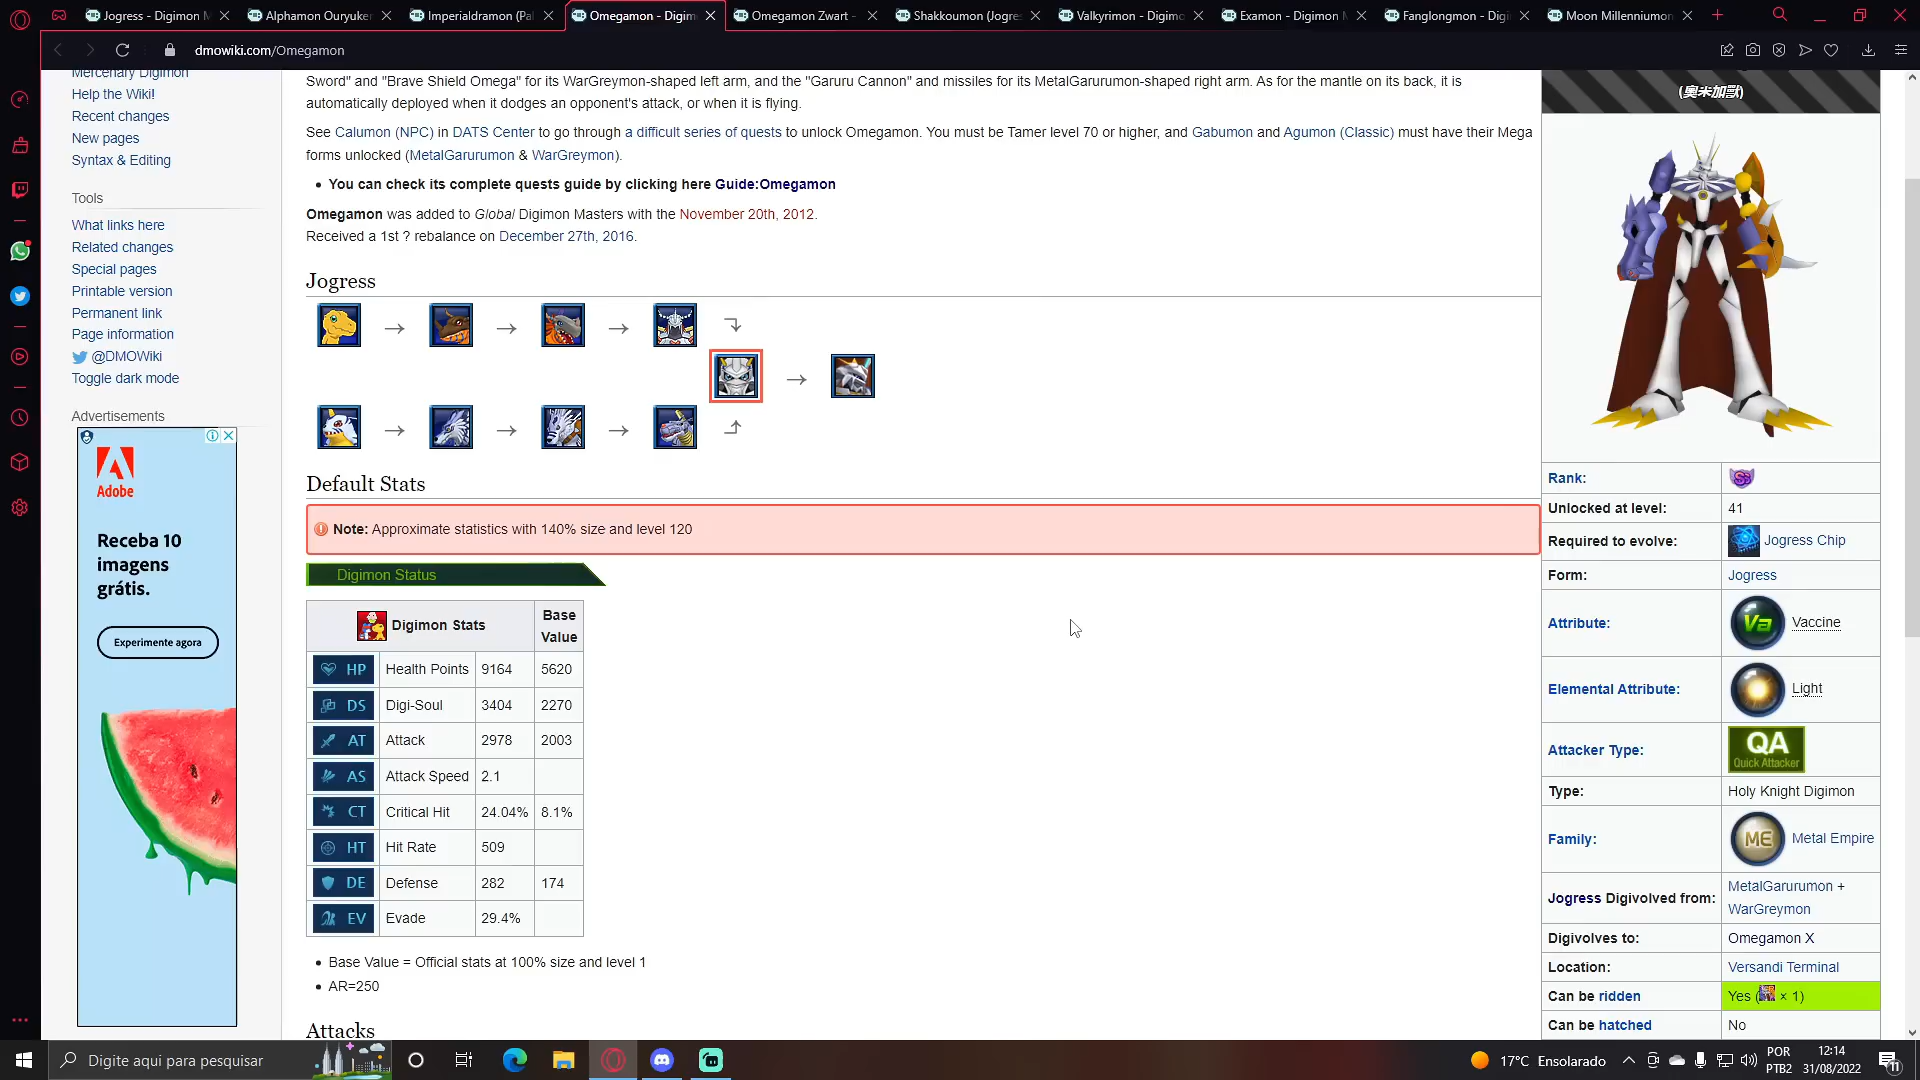 Jogress - Digimon M
Alphamon Ouryuken
Imperialdramon (Pal
Omegamon - Digim
Omegamon Zwart -
Shakkoumon (Jogres
Valkyrimon - Digimo
Examon - Digimon M
Fanglongmon - Digi
Moon Millenniumon
dmowiki.com/Omegamon
Mercenary Digimon
Help the Wiki!
Recent changes
New pages
Syntax & Editing
Tools
What links here
Related changes
Special pages
Printable version
Permanent link
Page information
@DMOWiki
Toggle dark mode
Advertisements
Adobe
Receba 10
imagens
grátis.
Experimente agora
Sword" and "Brave Shield Omega" for its WarGreymon-shaped left arm, and the "Garuru Cannon" and missiles for its MetalGarurumon-shaped right arm. As for the mantle on its back, it is
automatically deployed when it dodges an opponent's attack, or when it is flying.
See Calumon (NPC) in DATS Center to go through a difficult series of quests to unlock Omegamon. You must be Tamer level 70 or higher, and Gabumon and Agumon (Classic) must have their Mega
forms unlocked (MetalGarurumon & WarGreymon).
• You can check its complete quests guide by clicking here Guide:Omegamon
Omegamon was added to Global Digimon Masters with the November 20th, 2012.
Received a 1st ? rebalance on December 27th, 2016.
Jogress
Default Stats
Note: Approximate statistics with 140% size and level 120
Digimon Status
Digimon Stats Base Value
HP Health Points 9164 5620
DS Digi-Soul 3404 2270
AT Attack 2978 2003
AS Attack Speed 2.1
CT Critical Hit 24.04% 8.1%
HT Hit Rate 509
DE Defense 282 174
EV Evade 29.4%
• Base Value = Official stats at 100% size and level 1
• AR=250
Attacks
(奥米加獸)
Rank: SS
Unlocked at level: 41
Required to evolve: Jogress Chip
Form: Jogress
Attribute: Va Vaccine
Elemental Attribute: Light
Attacker Type: QA Quick Attacker
Type: Holy Knight Digimon
Family: ME Metal Empire
Jogress Digivolved from: MetalGarurumon +
WarGreymon
Digivolves to: Omegamon X
Location: Versandi Terminal
Can be ridden Yes ( × 1)
Can be hatched No
Digite aqui para pesquisar
17°C Ensolarado
POR
PTB2
12:14
31/08/2022
11